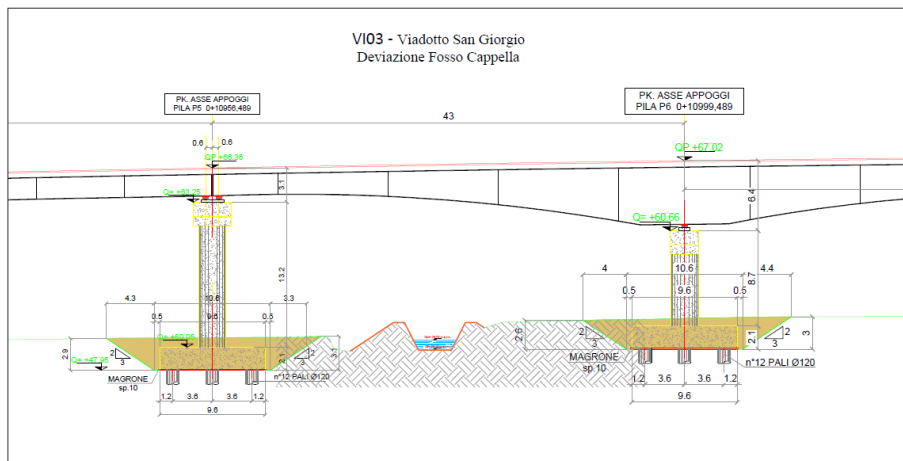 VI03 - Viadotto San Giorgio
Deviazione Fosso Cappella
PK. ASSE APPOGGI
PILA P5 0+10956,489
PK. ASSE APPOGGI
PILA P6 0+10999,489
43
0.6 0.6
QP +67.02
3.1
6.4
Q= +60.66
13.2
8.7
4.3
10.6
3.3
4
10.6
4.4
0.5
9.6
0.5
0.5
9.6
2.9
2
3
2.1
2
3
2.6
2
3
2.1
2
3
3
Q= +47.95
MAGRONE
sp.10
n°12 PALI Ø120
MAGRONE
sp.10
n°12 PALI Ø120
1.2 3.6 3.6 1.2
9.6
1.2 3.6 3.6 1.2
9.6